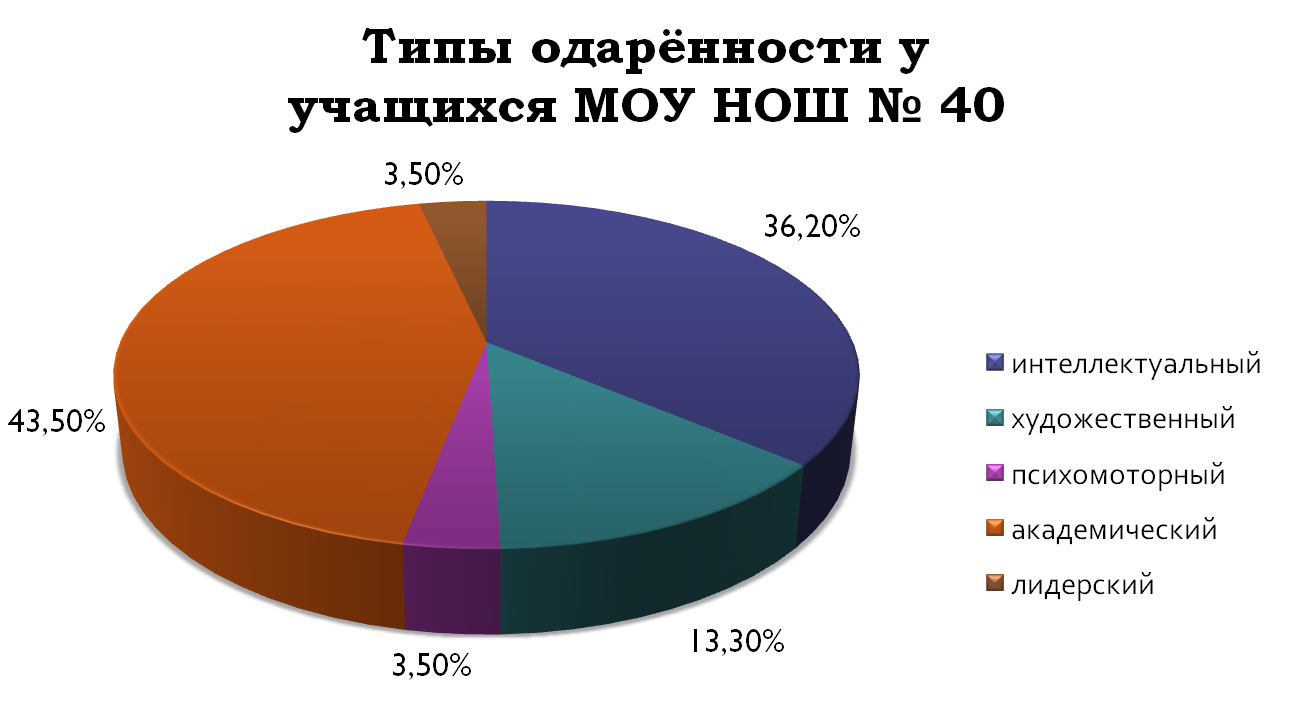 Типы одарённости у
учащихся МОУ НОШ № 40
3,50%
36,20%
43,50%
13,30%
3,50%
интеллектуальный
художественный
психомоторный
академический
лидерский